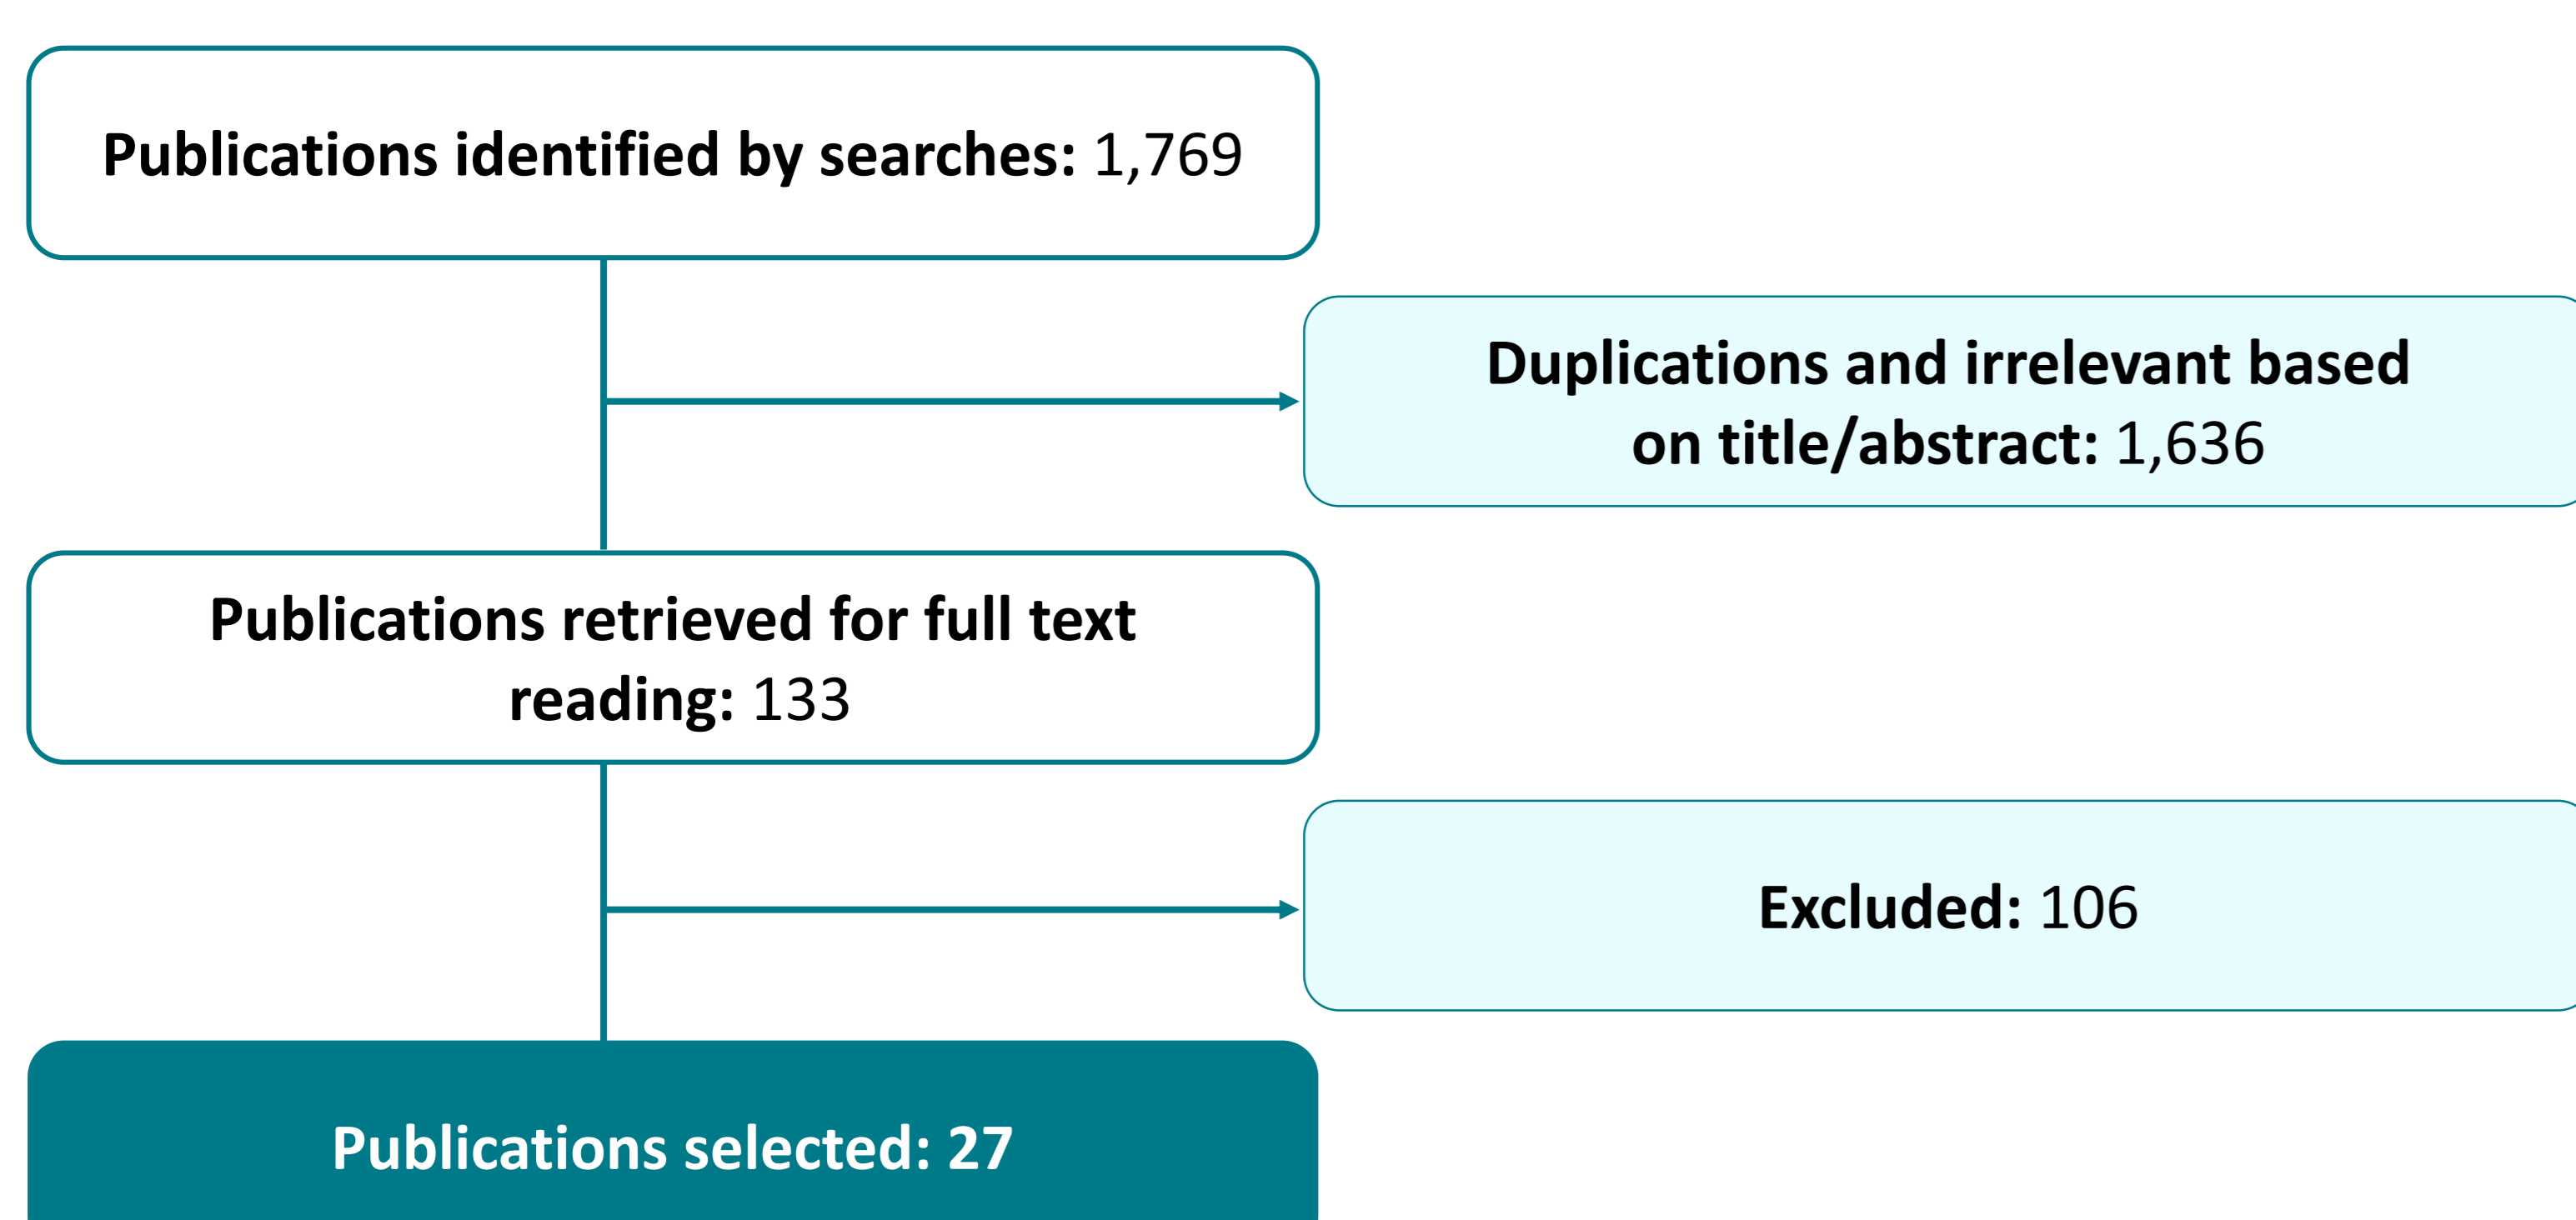 Publications identified by searches: 1,769
Duplications and irrelevant based
on title/abstract: 1,636
Publications retrieved for full text
reading: 133
Excluded: 106
Publications selected: 27